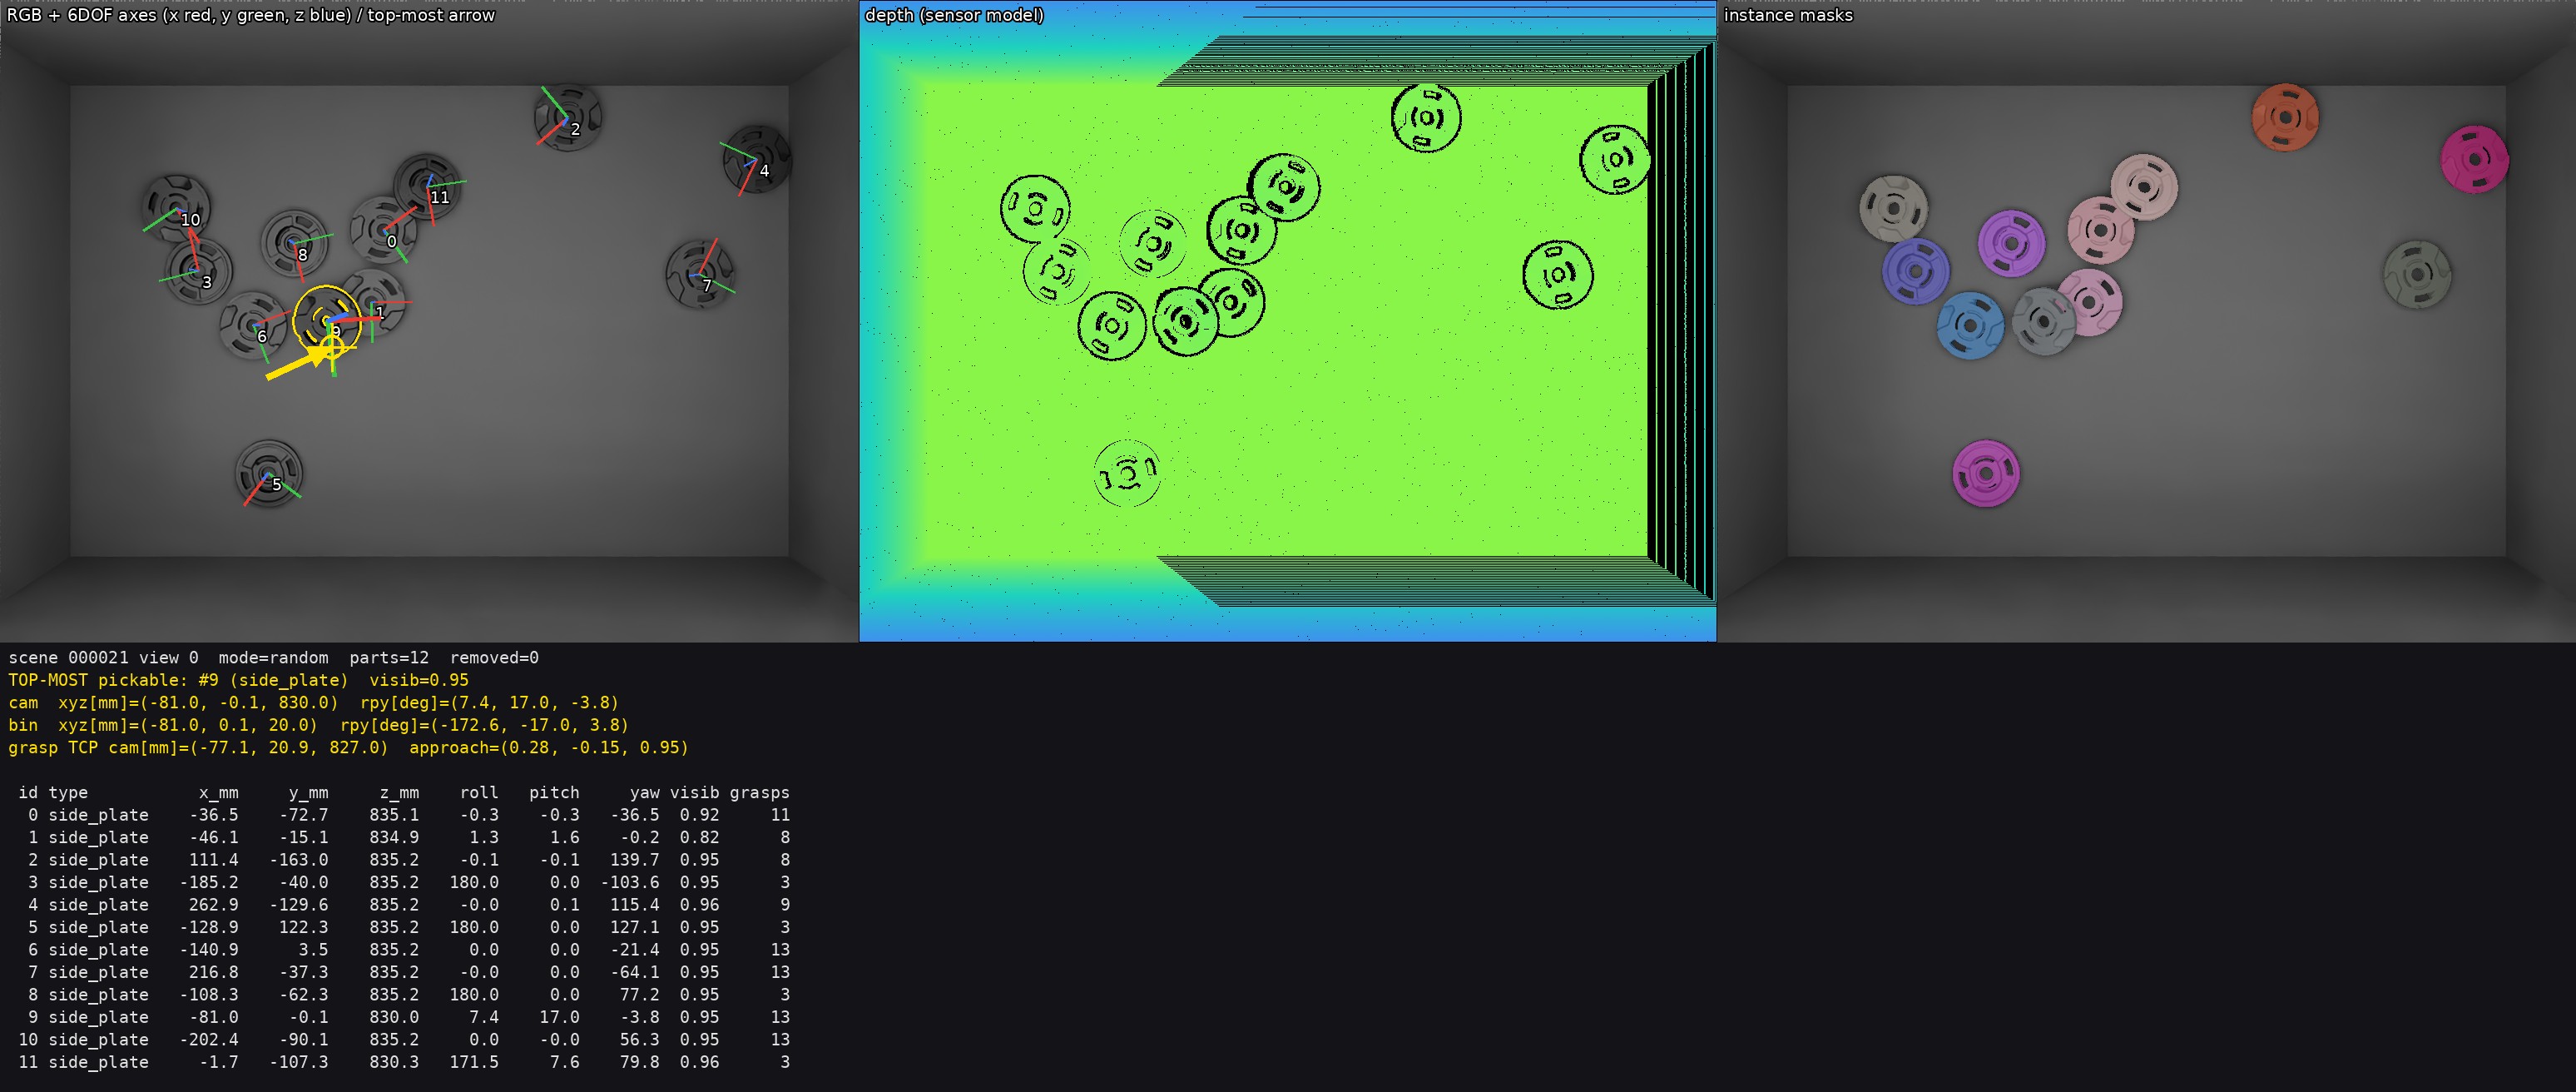 RGB + 6DOF axes (x red, y green, z blue) / top-most arrow
depth (sensor model)
instance masks
2
4
10
11
0
8
3
7
1
9
6
5
scene 000021 view 0  mode=random  parts=12  removed=0
TOP-MOST pickable: #9 (side_plate)  visib=0.95
cam  xyz[mm]=(-81.0, -0.1, 830.0)  rpy[deg]=(7.4, 17.0, -3.8)
bin  xyz[mm]=(-81.0, 0.1, 20.0)  rpy[deg]=(-172.6, -17.0, 3.8)
grasp TCP cam[mm]=(-77.1, 20.9, 827.0)  approach=(0.28, -0.15, 0.95)
id type x_mm y_mm z_mm roll pitch yaw visib grasps
0 side_plate -36.5 -72.7 835.1 -0.3 -0.3 -36.5 0.92 11
1 side_plate -46.1 -15.1 834.9 1.3 1.6 -0.2 0.82 8
2 side_plate 111.4 -163.0 835.2 -0.1 -0.1 139.7 0.95 8
3 side_plate -185.2 -40.0 835.2 180.0 0.0 -103.6 0.95 3
4 side_plate 262.9 -129.6 835.2 -0.0 0.1 115.4 0.96 9
5 side_plate -128.9 122.3 835.2 180.0 0.0 127.1 0.95 3
6 side_plate -140.9 3.5 835.2 0.0 0.0 -21.4 0.95 13
7 side_plate 216.8 -37.3 835.2 -0.0 0.0 -64.1 0.95 13
8 side_plate -108.3 -62.3 835.2 180.0 0.0 77.2 0.95 3
9 side_plate -81.0 -0.1 830.0 7.4 17.0 -3.8 0.95 13
10 side_plate -202.4 -90.1 835.2 0.0 -0.0 56.3 0.95 13
11 side_plate -1.7 -107.3 830.3 171.5 7.6 79.8 0.96 3